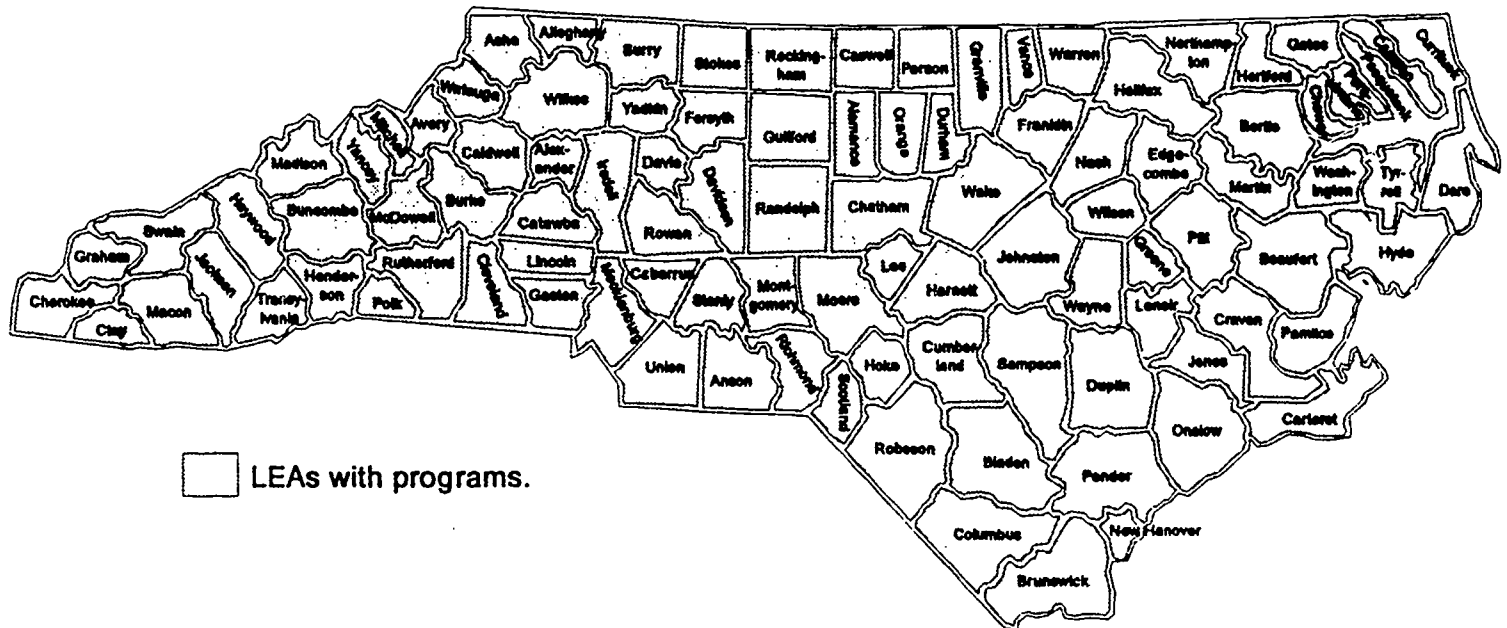 Ashe
Alleghany
Surry
Stokes
Rocking-
ham
Caswell
Person
Granville
Vance
Warren
Northamp-
ton
Gates
Camden
Currituck
Hertford
Pasquotank
Halifax
Watauga
Wilkes
Yadkin
Forsyth
Guilford
Alamance
Orange
Durham
Franklin
Bertie
Chowan
Mitchell
Avery
Caldwell
Alex-
ander
Iredell
Davie
Davidson
Nash
Edge-
combe
Madison
Yancey
Wake
Martin
Wash-
ington
Tyr-
rell
Dare
Buncombe
McDowell
Burke
Catawba
Rowan
Randolph
Chatham
Wilson
Haywood
Swain
Graham
Jackson
Hender-
son
Rutherford
Polk
Cleveland
Lincoln
Gaston
Mecklenburg
Cabarrus
Stanly
Mont-
gomery
Moore
Lee
Harnett
Johnston
Greene
Pitt
Beaufort
Hyde
Cherokee
Clay
Macon
Transy-
lvania
Wayne
Lenoir
Craven
Pamlico
Union
Anson
Richmond
Scotland
Hoke
Cumber-
land
Sampson
Duplin
Jones
Onslow
Carteret
Robeson
Bladen
Pender
Columbus
New Hanover
Brunswick
LEAs with programs.